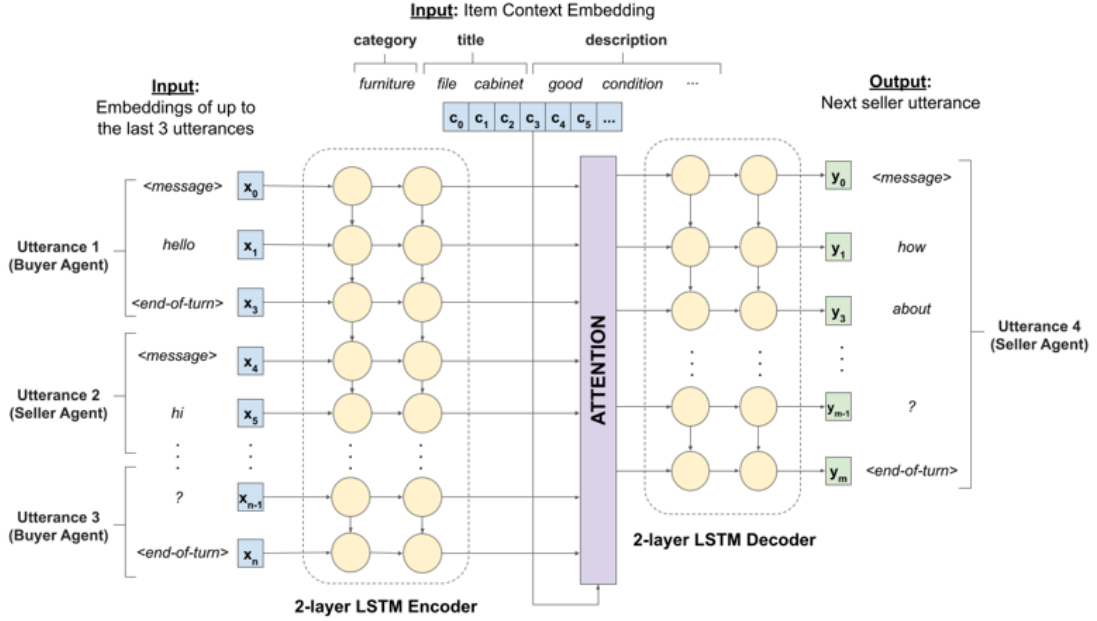 Input: Item Context Embedding
category title description
furniture file cabinet good condition ...
c0 c1 c2 c3 c4 c5 ...
Input:
Embeddings of up to
the last 3 utterances
Output:
Next seller utterance
Utterance 1
(Buyer Agent)
<message> x0
hello x1
<end-of-turn> x3
Utterance 2
(Seller Agent)
<message> x4
hi x5
Utterance 3
(Buyer Agent)
? xn-1
<end-of-turn> xn
2-layer LSTM Encoder
ATTENTION
y0 <message>
y1 how
y3 about
ym-1 ?
ym <end-of-turn>
Utterance 4
(Seller Agent)
2-layer LSTM Decoder